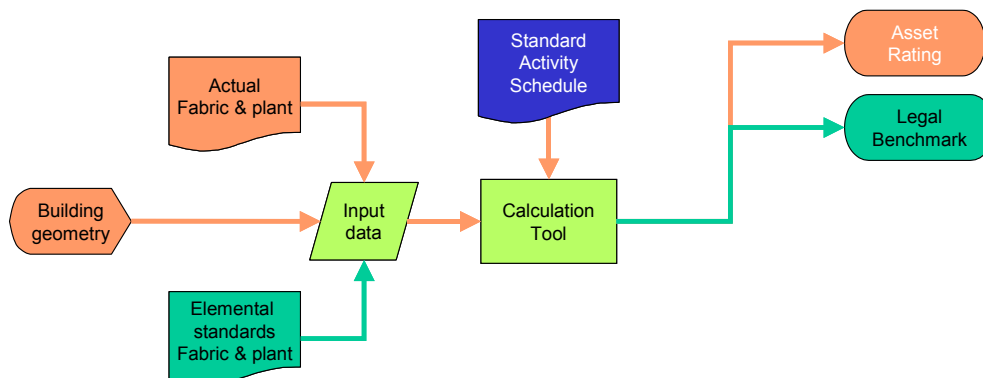 Standard
Activity
Schedule
Asset
Rating
Actual
Fabric & plant
Legal
Benchmark
Building
geometry
Input
data
Calculation
Tool
Elemental
standards
Fabric & plant